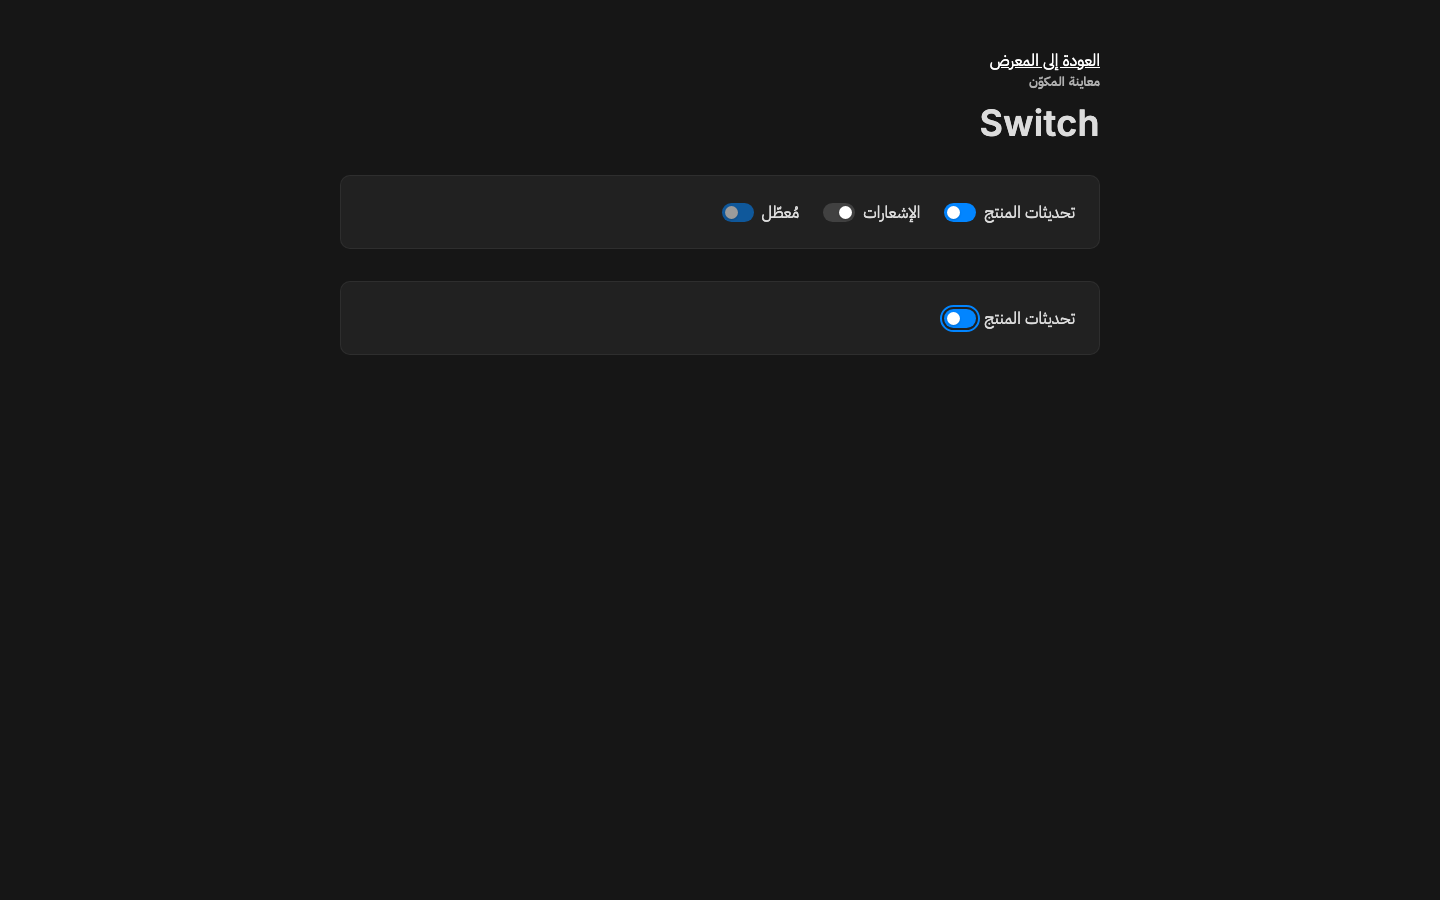 العودة إلى المعرض
معاينة المكوّن
Switch
تحديثات المنتج الإشعارات مُعطّل
تحديثات المنتج